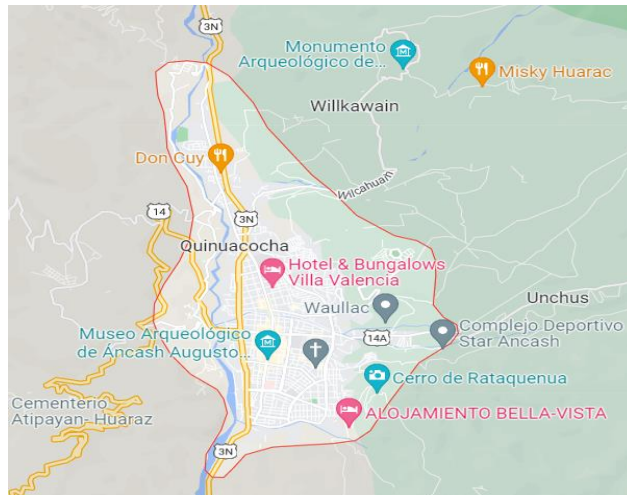 3N
Monumento
Arqueológico de...
Misky Huarac
Willkawain
Don Cuy
Wilcahuam
14
3N
Quinuacocha
Hotel & Bungalows
Villa Valencia
Unchus
Waullac
14A
Complejo Deportivo
Star Ancash
Museo Arqueológico
de Áncash Augusto...
Cerro de Rataquenua
Cementerio
Atipayan- Huaraz
ALOJAMIENTO BELLA-VISTA
3N